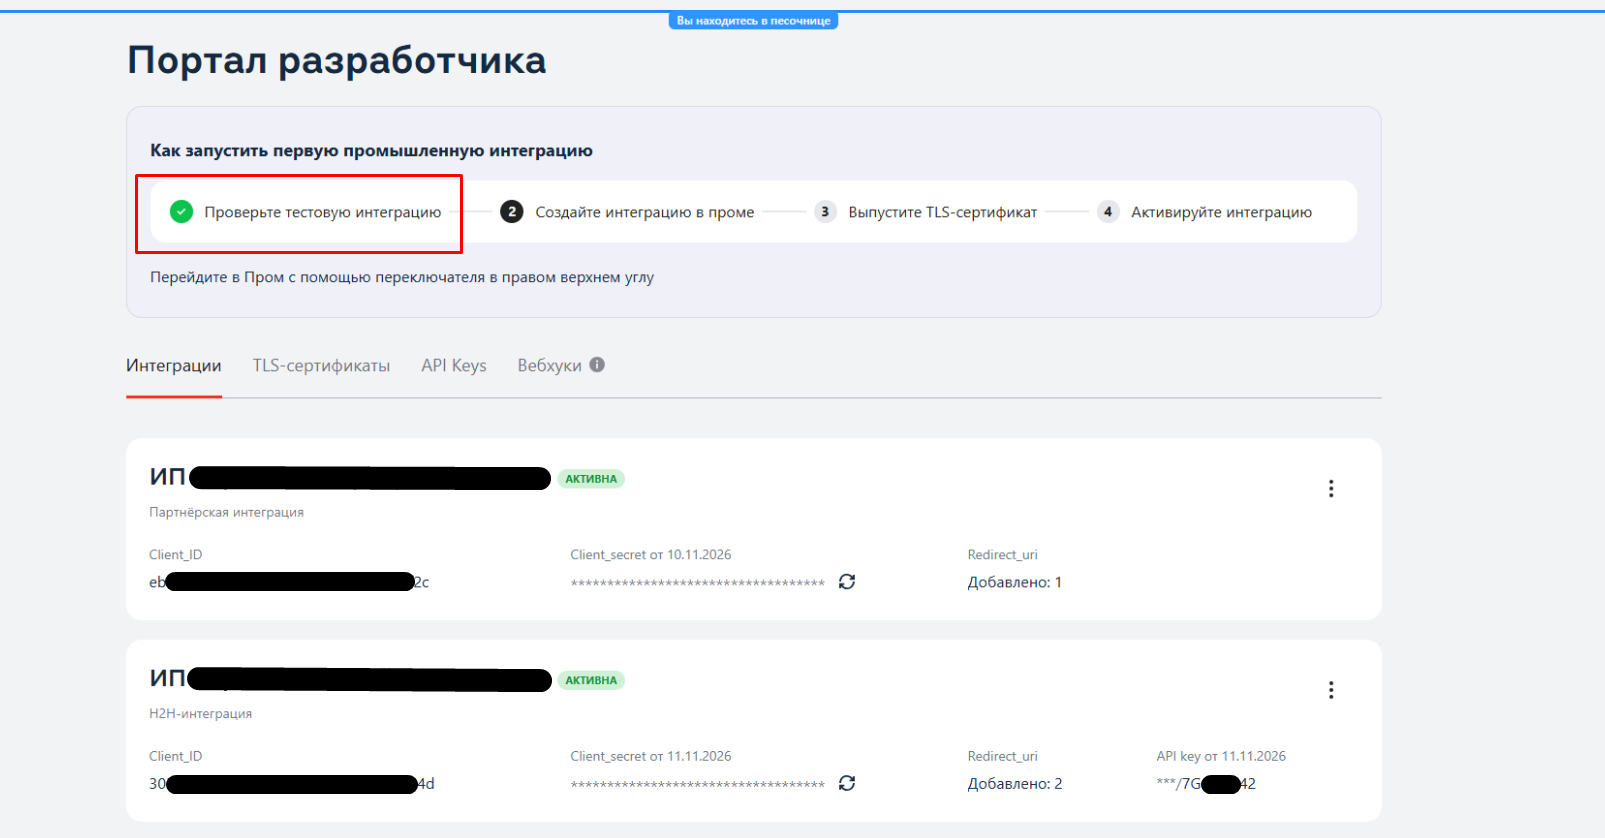 Вы находитесь в песочнице
Портал разработчика
Как запустить первую промышленную интеграцию
Проверьте тестовую интеграцию 2 Создайте интеграцию в проме 3 Выпустите TLS-сертификат 4 Активируйте интеграцию
Перейдите в Пром с помощью переключателя в правом верхнем углу
Интеграции TLS-сертификаты API Keys Вебхуки
ИП АКТИВНА
Партнёрская интеграция
Client_ID Client_secret от 10.11.2026 Redirect_uri
eb 2c *********************************** Добавлено: 1
ИП АКТИВНА
H2H-интеграция
Client_ID Client_secret от 11.11.2026 Redirect_uri API key от 11.11.2026
30 4d *********************************** Добавлено: 2 ***/7G 42